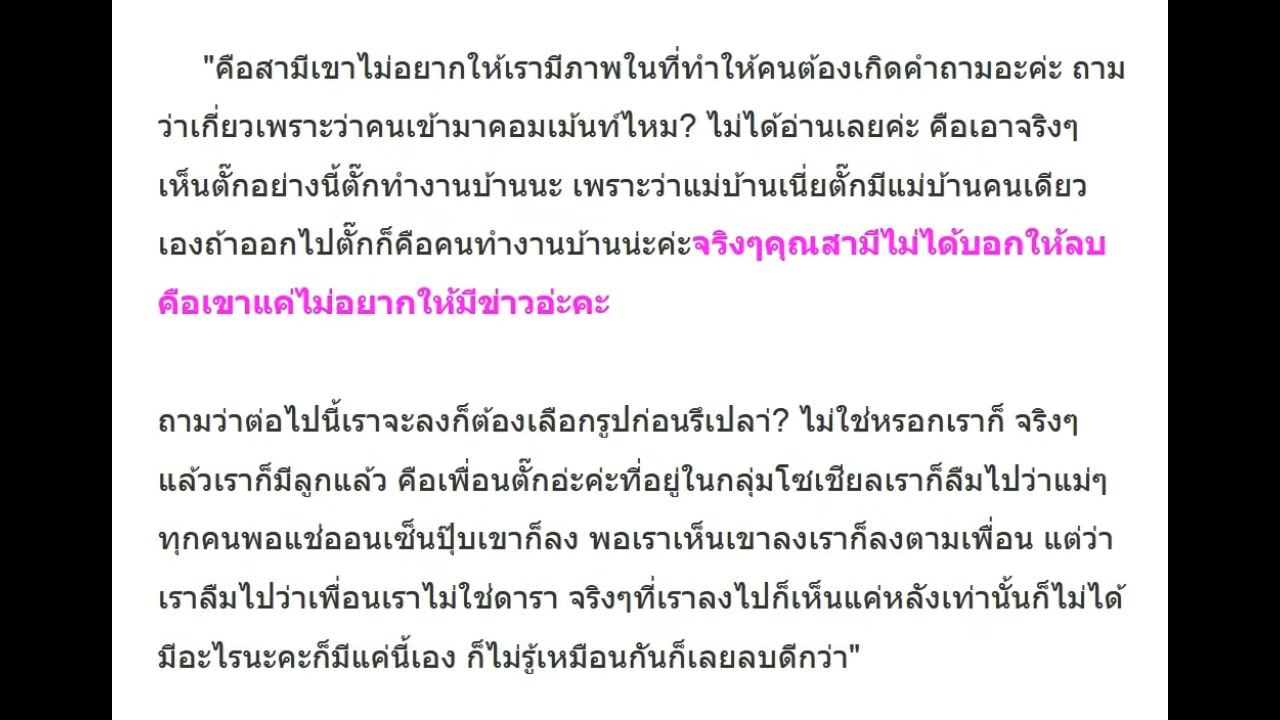 "คือสามีเขาไม่อยากให้เรามีภาพในที่ทำให้คนต้องเกิดคำถามอะค่ะ ถาม
ว่าเกี่ยวเพราะว่าคนเข้ามาคอมเม้นท์ไหม? ไม่ได้อ่านเลยค่ะ คือเอาจริงๆ
เห็นตั๊กอย่างนี้ตั๊กทำงานบ้านนะ เพราะว่าแม่บ้านเนี่ยตั๊กมีแม่บ้านคนเดียว
เองถ้าออกไปตั๊กก็คือคนทำงานบ้านน่ะค่ะจริงๆคุณสามีไม่ได้บอกให้ลบ
คือเขาแค่ไม่อยากให้มีข่าวอ่ะคะ
ถามว่าต่อไปนี้เราจะลงก็ต้องเลือกรูปก่อนรึเปลา่? ไม่ใช่หรอกเราก็ จริงๆ
แล้วเราก็มีลูกแล้ว คือเพื่อนตั๊กอ่ะค่ะที่อยู่ในกลุ่มโซเชียลเราก็ลืมไปว่าแม่ๆ
ทุกคนพอแช่ออนเซ็นปุ๊บเขาก็ลง พอเราเห็นเขาลงเราก็ลงตามเพื่อน แต่ว่า
เราลืมไปว่าเพื่อนเราไม่ใช่ดารา จริงๆที่เราลงไปก็เห็นแค่หลังเท่านั้นก็ไม่ได้
มีอะไรนะคะก็มีแค่นี้เอง ก็ไม่รู้เหมือนกันก็เลยลบดีกว่า"